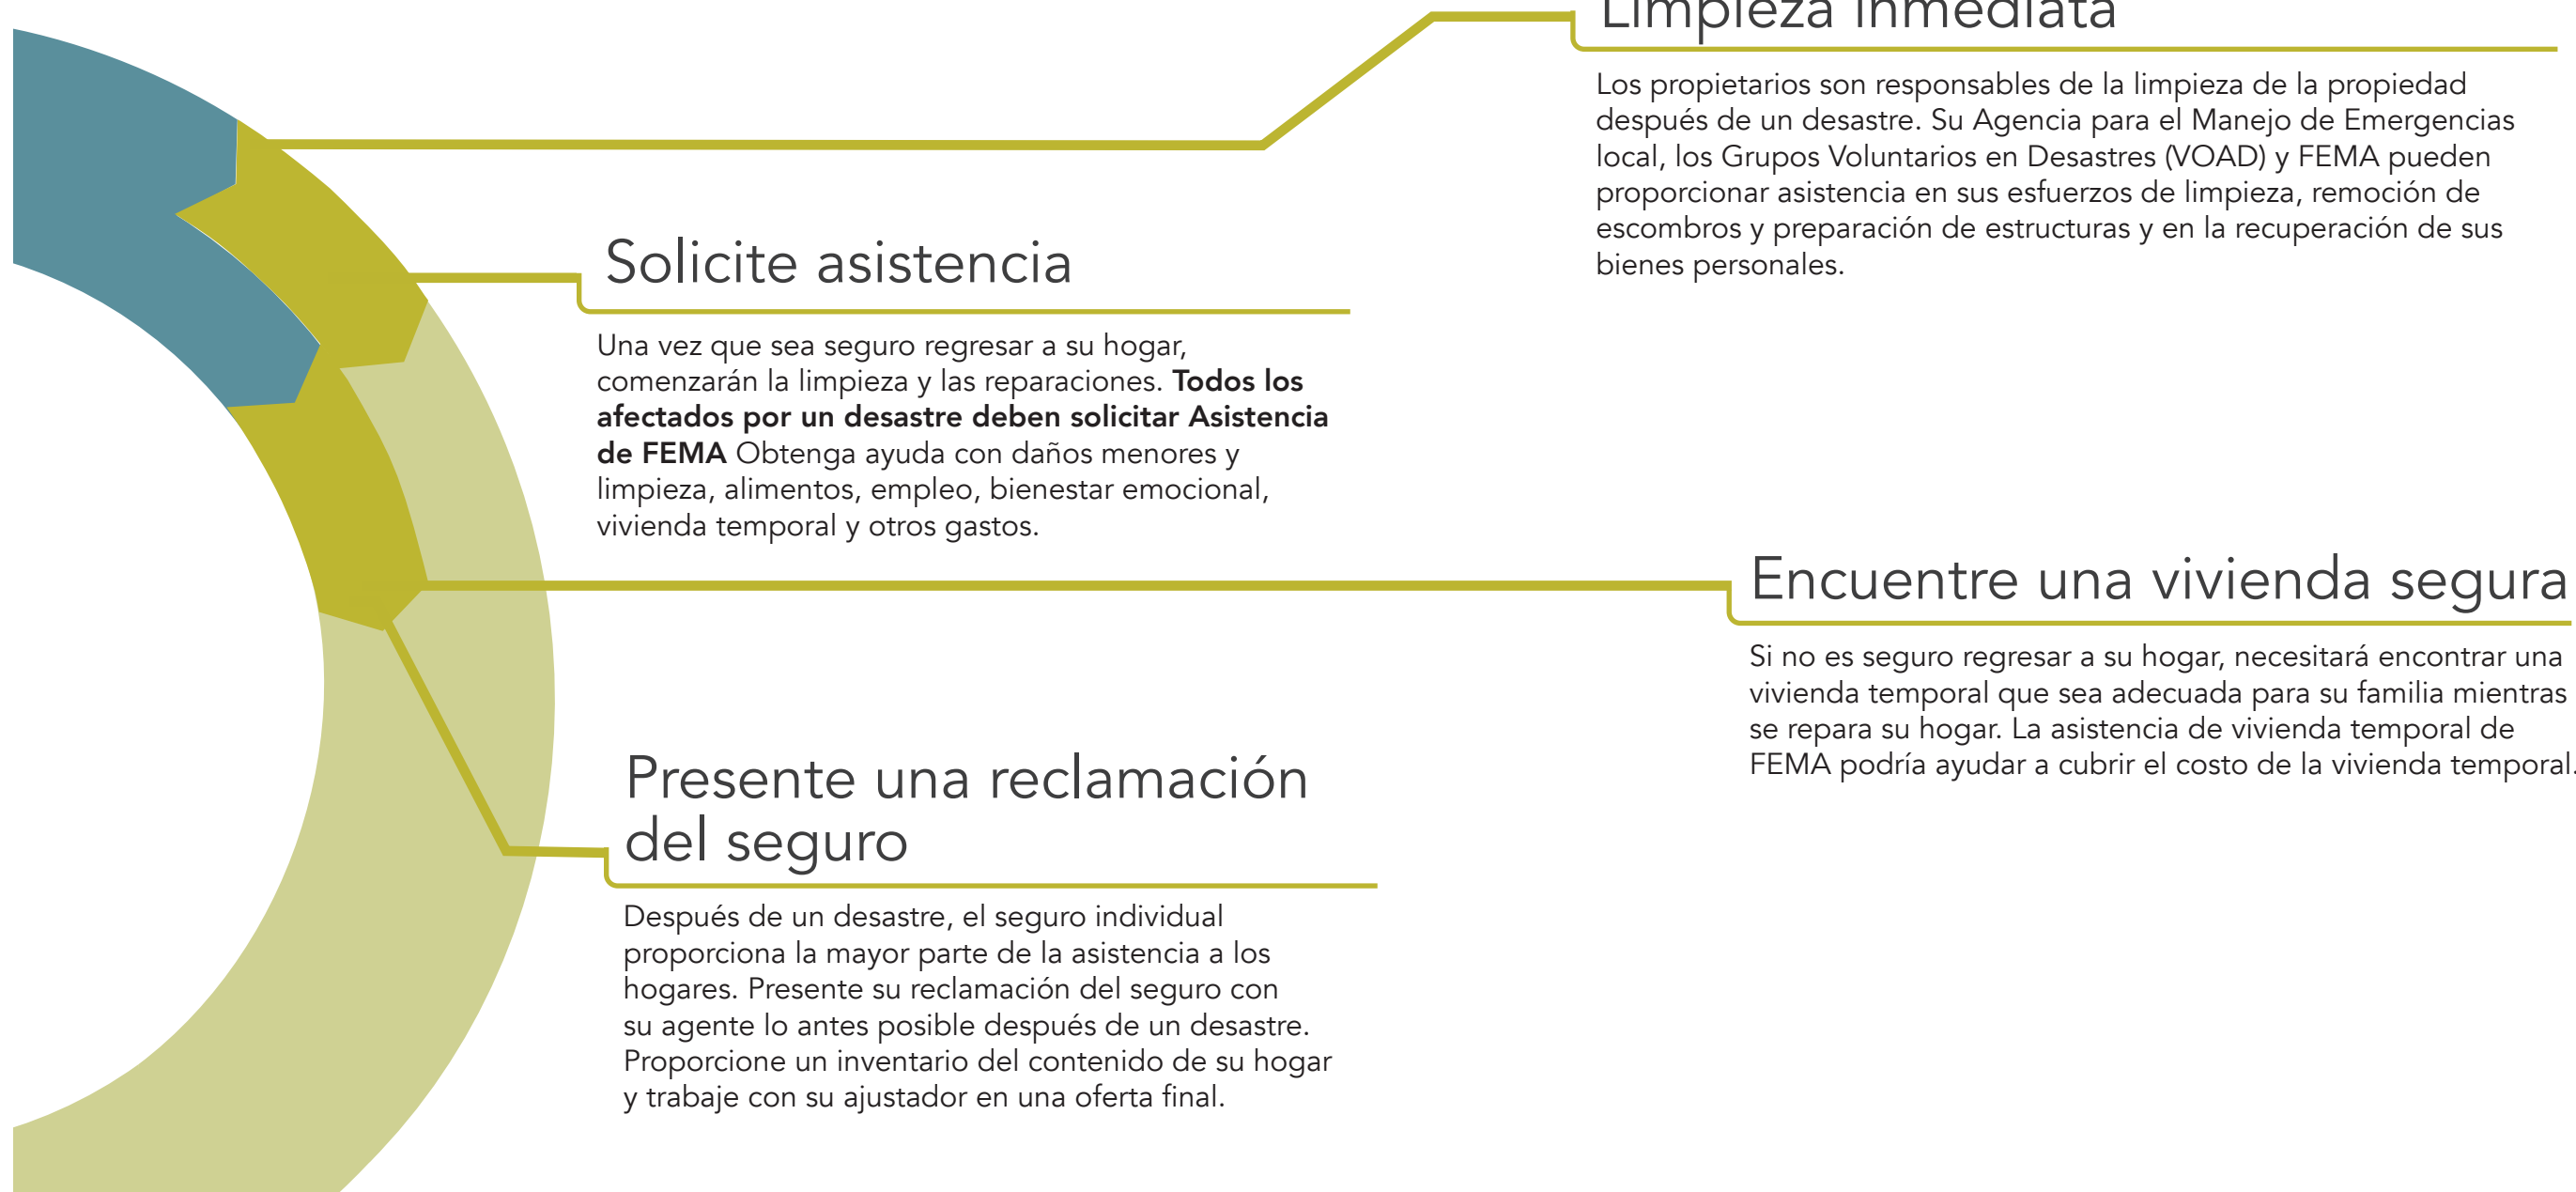 Limpieza inmediata
Los propietarios son responsables de la limpieza de la propiedad
después de un desastre. Su Agencia para el Manejo de Emergencias
local, los Grupos Voluntarios en Desastres (VOAD) y FEMA pueden
proporcionar asistencia en sus esfuerzos de limpieza, remoción de
escombros y preparación de estructuras y en la recuperación de sus
bienes personales.
Solicite asistencia
Una vez que sea seguro regresar a su hogar,
comenzarán la limpieza y las reparaciones. Todos los
afectados por un desastre deben solicitar Asistencia
de FEMA Obtenga ayuda con daños menores y
limpieza, alimentos, empleo, bienestar emocional,
vivienda temporal y otros gastos.
Encuentre una vivienda segura
Si no es seguro regresar a su hogar, necesitará encontrar una
vivienda temporal que sea adecuada para su familia mientras
se repara su hogar. La asistencia de vivienda temporal de
FEMA podría ayudar a cubrir el costo de la vivienda temporal.
Presente una reclamación
del seguro
Después de un desastre, el seguro individual
proporciona la mayor parte de la asistencia a los
hogares. Presente su reclamación del seguro con
su agente lo antes posible después de un desastre.
Proporcione un inventario del contenido de su hogar
y trabaje con su ajustador en una oferta final.